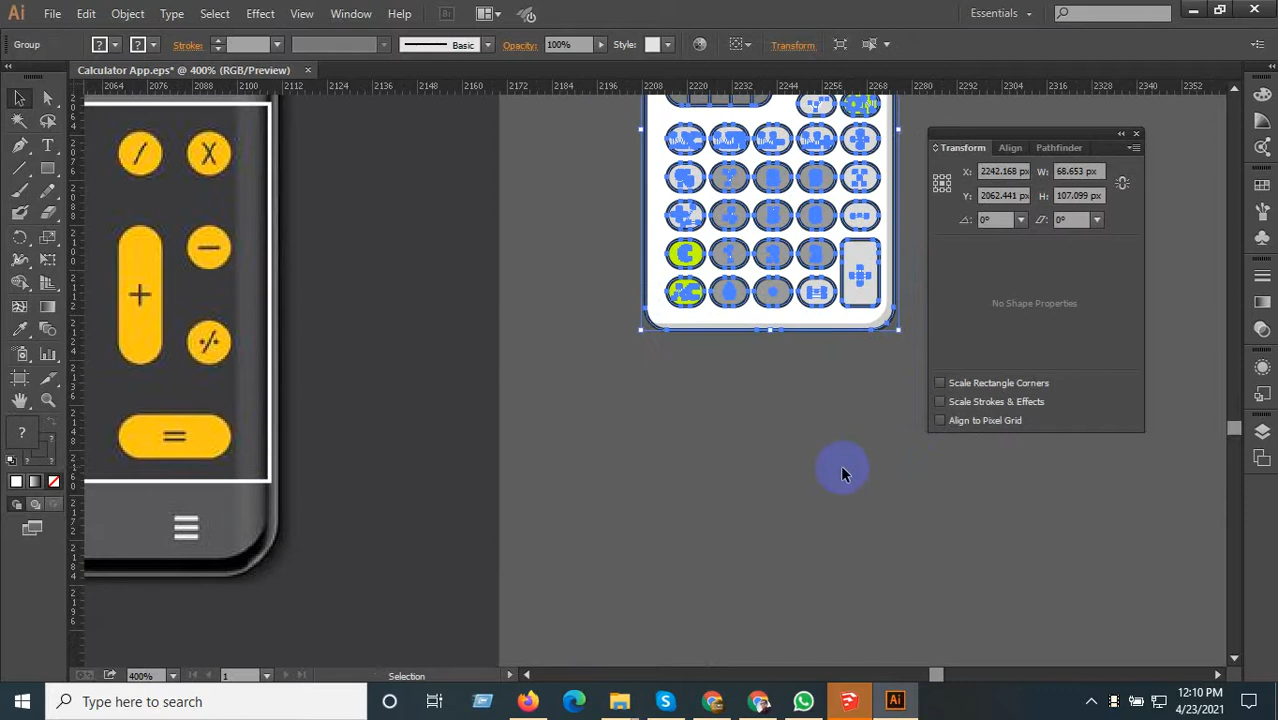 Ai File Edit Object Type Select Effect View Window Help Br Essentials
Group Stroke: Basic Opacity: 100% Style: Transform
Calculator App.eps* @ 400% (RGB/Preview) ×
2064 2076 2088 2100 2112 2124 2136 2148 2160 2172 2184 2196 2208 2220 2232 2244 2256 2268 2280 2292 2304 2316 2328 2340 2352
/ X
−
+
·/·
=
C 1
Transform Align Pathfinder
X: 2242.168 px W: 68.653 px
Y: 2062.441 px H: 107.099 px
0° 0°
No Shape Properties
Scale Rectangle Corners
Scale Strokes & Effects
Align to Pixel Grid
?
400% 1 Selection
Type here to search
Ai
12:10 PM
4/23/2021